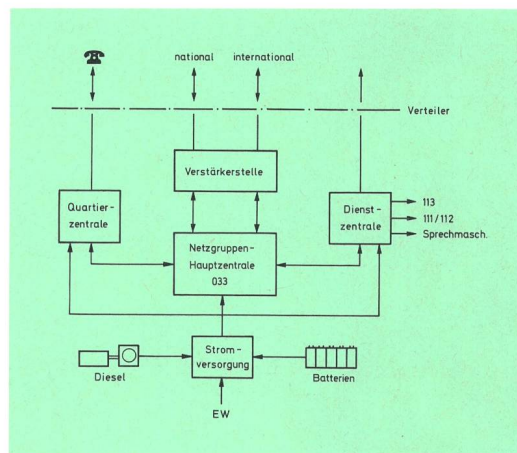 national international
Verteiler
Verstärkerstelle
Quartier-
zentrale
Dienst-
zentrale
113
111/112
Sprechmasch.
Netzgruppen-
Hauptzentrale
033
Strom-
versorgung
Diesel
Batterien
EW